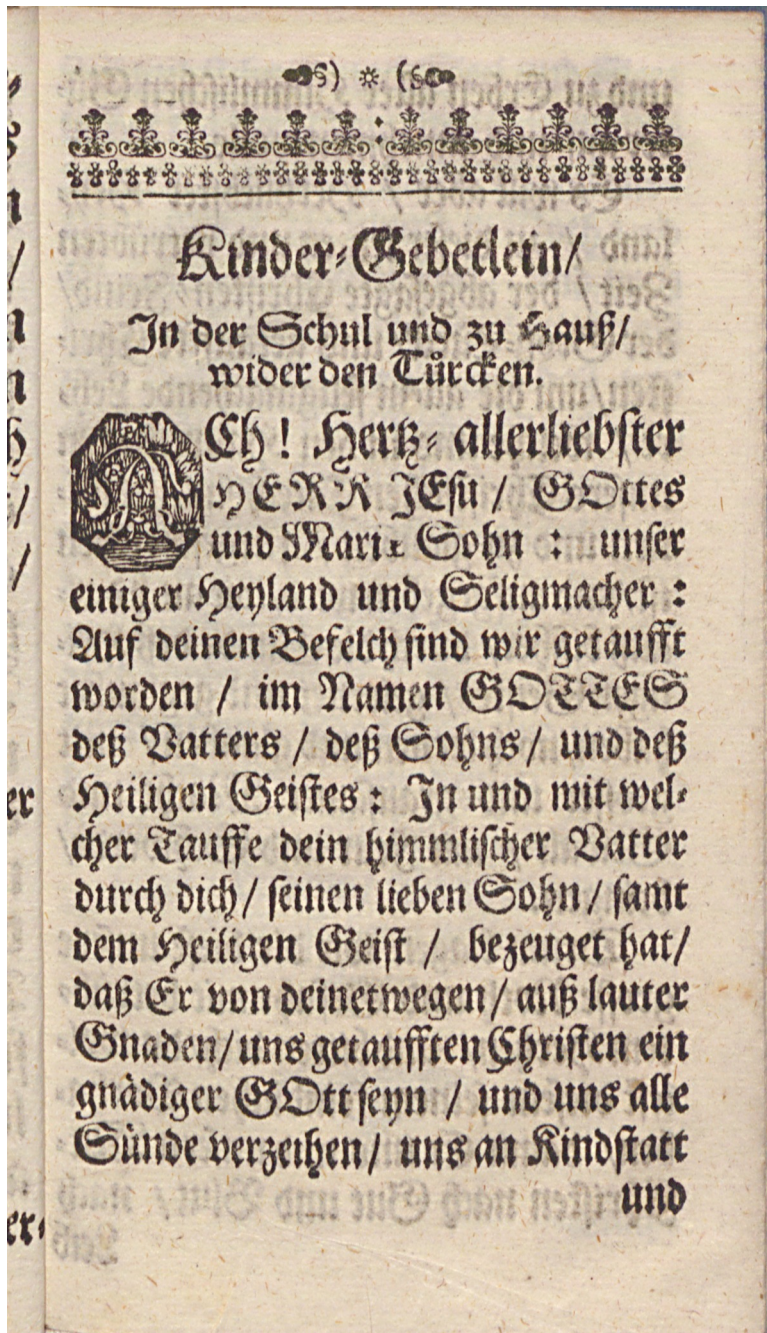 Kinder-Gebetlein/
In der Schul und zu Hauß/
wider den Tuͤrcken.
ACh! Hertz-allerliebster
HERR JEsu / GOttes
und Mariæ Sohn : unser
einiger Heyland und Seligmacher :
Auf deinen Befelch sind wir getaufft
worden / im Namen GOTTES
deß Vatters / deß Sohns / und deß
Heiligen Geistes : In und mit wel-
cher Tauffe dein himmlischer Vatter
durch dich / seinen lieben Sohn / samt
dem Heiligen Geist / bezeuget hat /
daß Er von deinetwegen / auß lauter
Gnaden / uns getaufften Christen ein
gnädiger GOtt seyn / und uns alle
Sünde verzeihen / uns an Kindstatt
und